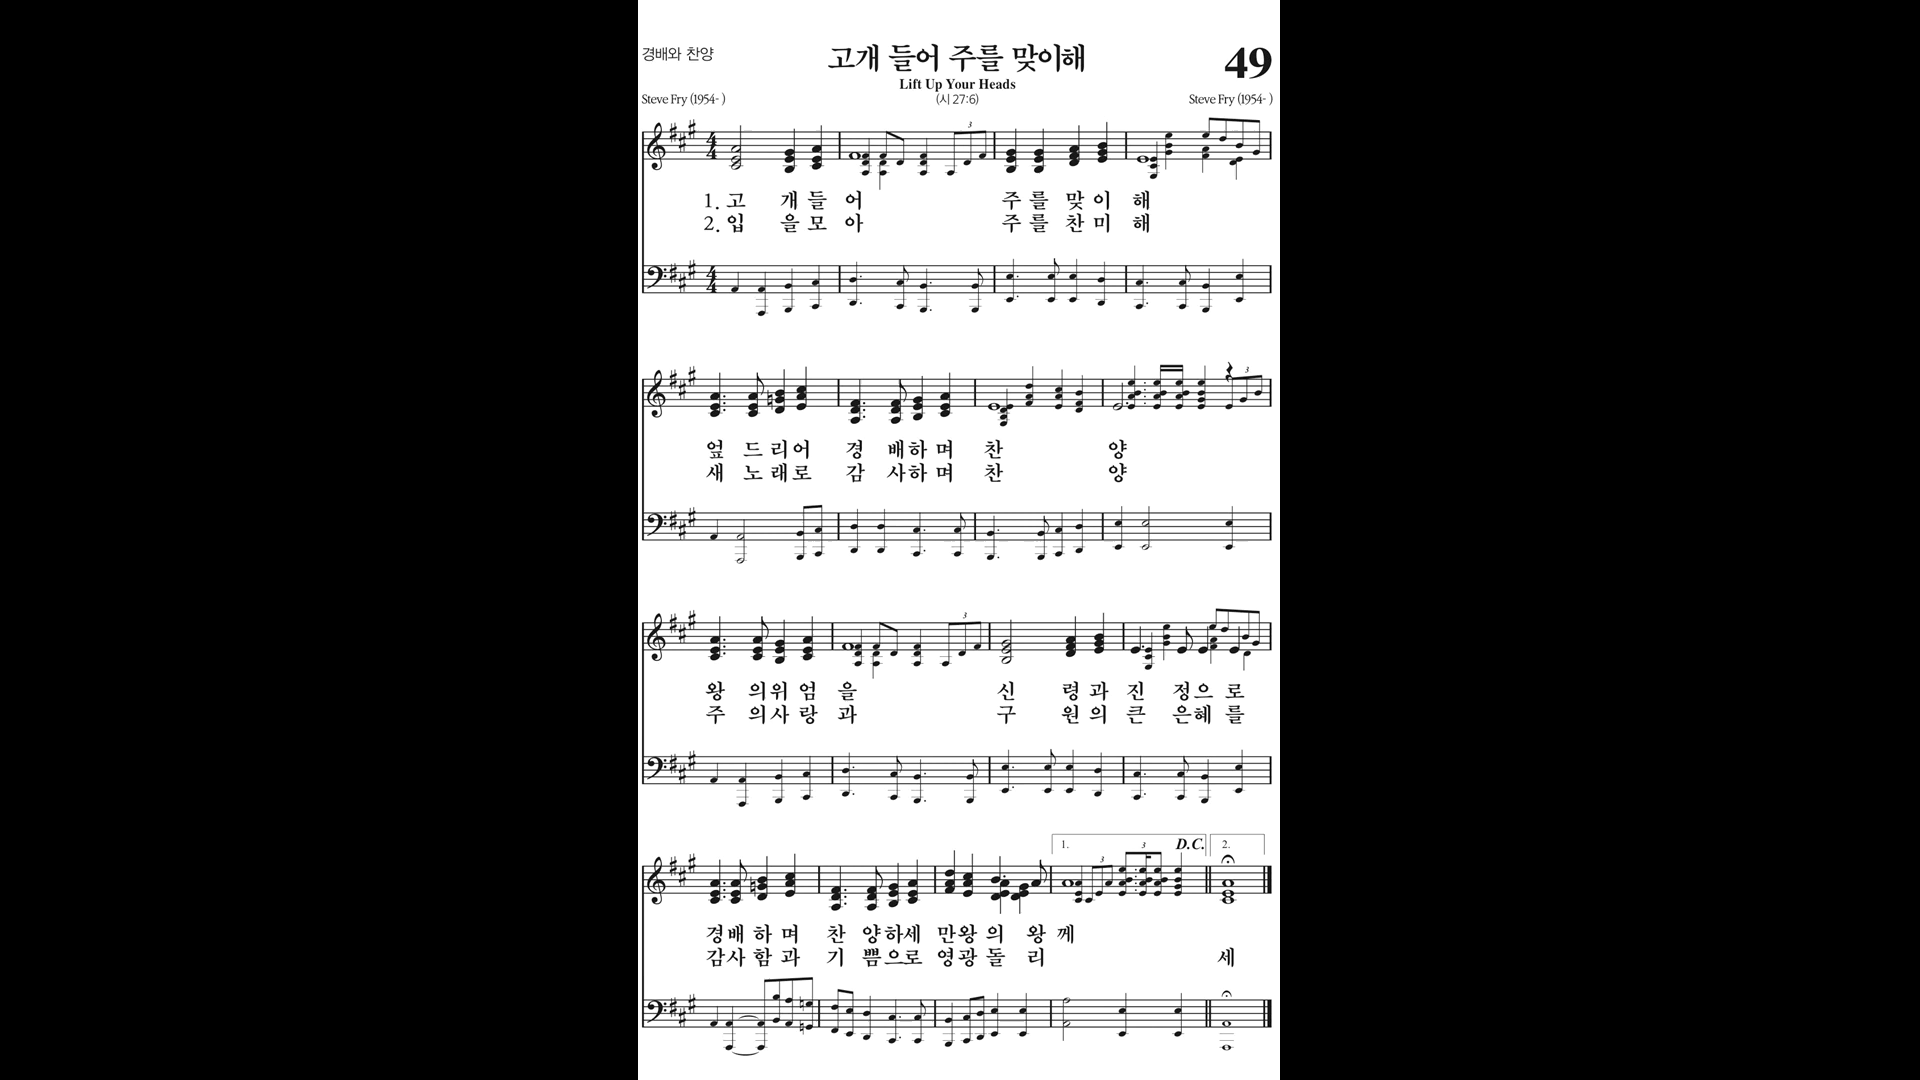 경배와 찬양
고개 들어 주를 맞이해
49
Lift Up Your Heads
Steve Fry (1954- )
(시 27:6)
Steve Fry (1954- )
3
1. 고 개 들 어 주 를 맞 이 해
2. 입 을 모 아 주 를 찬 미 해
3
엎 드 리 어 경 배 하 며 찬 양
새 노 래 로 감 사 하 며 찬 양
3
왕 의 위 엄 을 신 령 과 진 정 으 로
주 의 사 랑 과 구 원 의 큰 은 혜 를
1. D.C. 2.
3 3
경 배 하 며 찬 양 하 세 만 왕 의 왕 께
감 사 함 과 기 쁨 으 로 영 광 돌 리 세